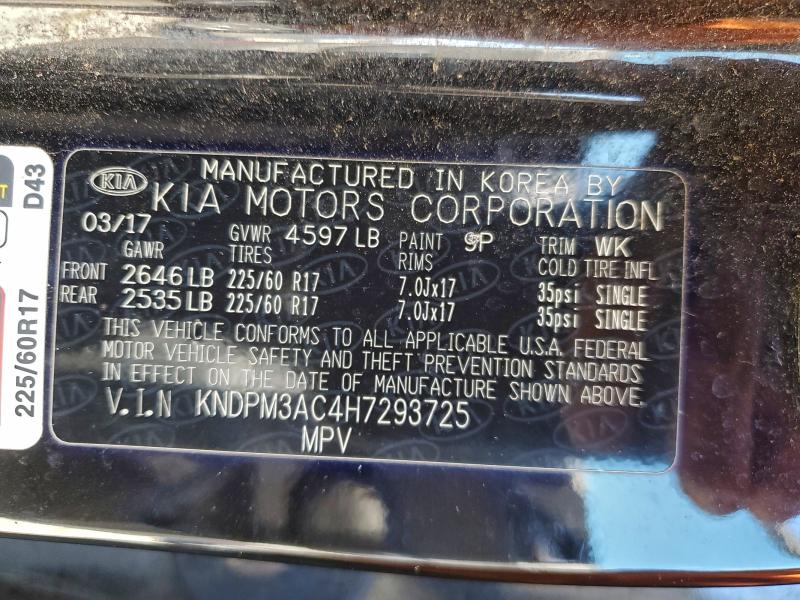 MANUFACTURED IN KOREA BY
KIA KIA MOTORS CORPORATION
03/17 GVWR 4597 LB PAINT 9P TRIM WK
GAWR TIRES RIMS COLD TIRE INFL
FRONT 2646 LB 225/60 R17 7.0Jx17 35psi SINGLE
REAR 2535 LB 225/60 R17 7.0Jx17 35psi SINGLE
THIS VEHICLE CONFORMS TO ALL APPLICABLE U.S.A. FEDERAL
MOTOR VEHICLE SAFETY AND THEFT PREVENTION STANDARDS
IN EFFECT ON THE DATE OF MANUFACTURE SHOWN ABOVE.
V.I.N KNDPM3AC4H7293725
MPV
225/60R17 D43